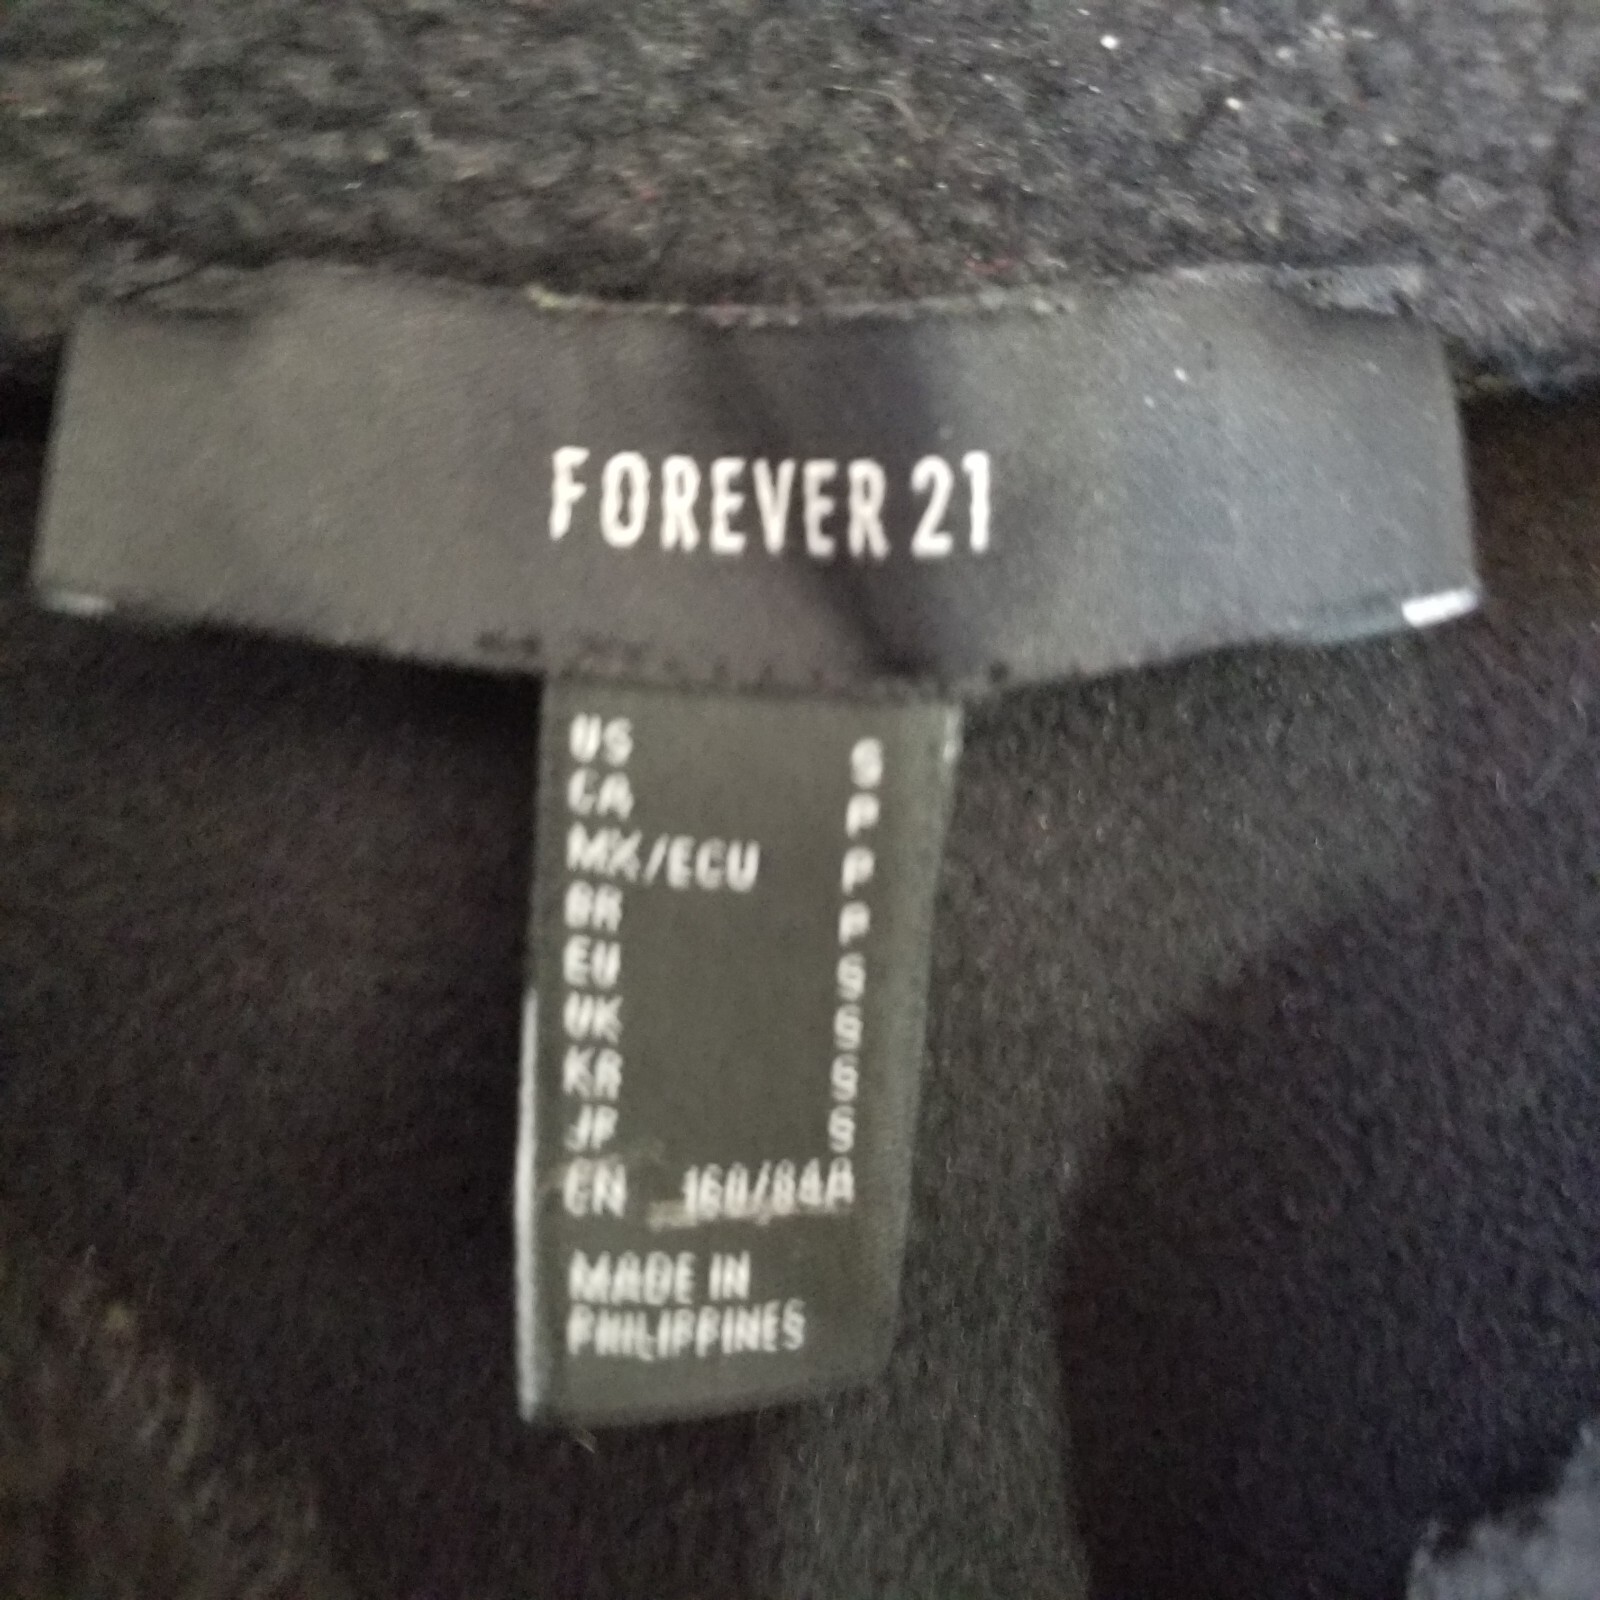 FOREVER 21
US S
CA P
MX/ECU P
BR P
EU S
UK S
KR S
JP S
CN 160/84A
MADE IN
PHILIPPINES